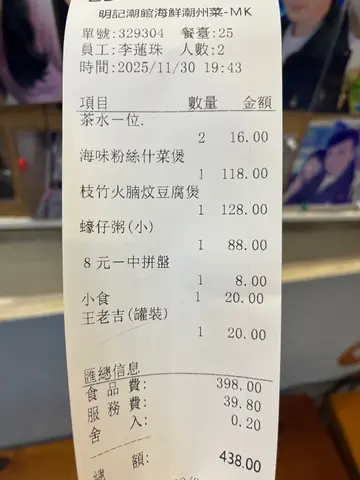 明記潮館海鮮潮州菜-MK
單號:329304 餐臺:25
員工:李蓮珠 人數:2
時間:2025/11/30 19:43
項目 數量 金額
茶水一位.
2 16.00
海味粉絲什菜煲
1 118.00
枝竹火腩炆豆腐煲
1 128.00
蠔仔粥(小)
1 88.00
8元一中拼盤
1 8.00
小食 1 20.00
王老吉(罐裝)
1 20.00
匯總信息
食品費: 398.00
服務費: 39.80
舍入: 0.20
總額: 438.00